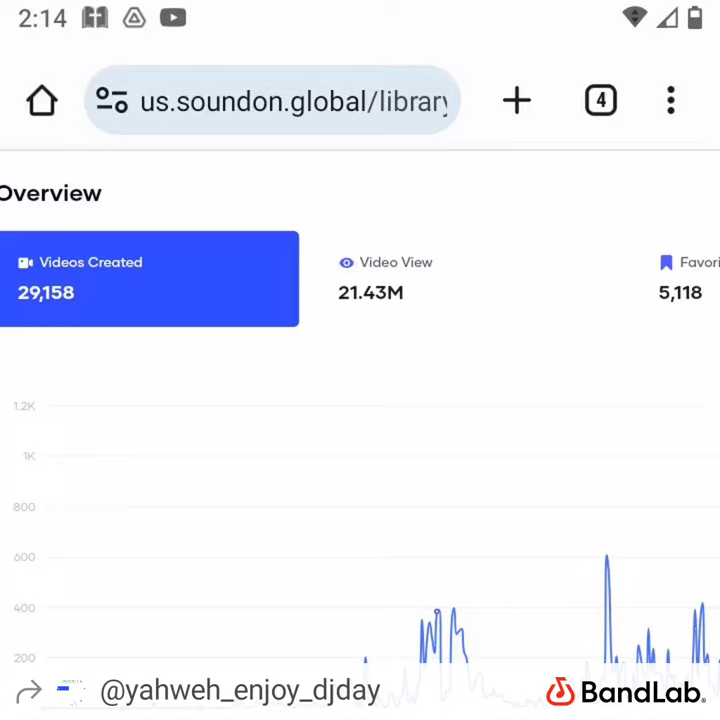 2:14
us.soundon.global/library
4
Overview
Videos Created
29,158
Video View
21.43M
Favori
5,118
1.2K
1K
800
600
400
200
@yahweh_enjoy_djday
BandLab.